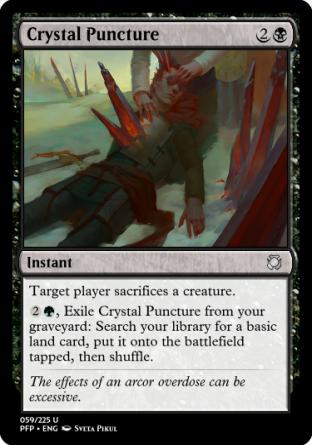 Crystal Puncture 2
Instant
Target player sacrifices a creature.
2 , Exile Crystal Puncture from your
graveyard: Search your library for a basic
land card, put it onto the battlefield
tapped, then shuffle.
The effects of an arcor overdose can be
excessive.
059/225 U
PFP • ENG Sveta Pikul